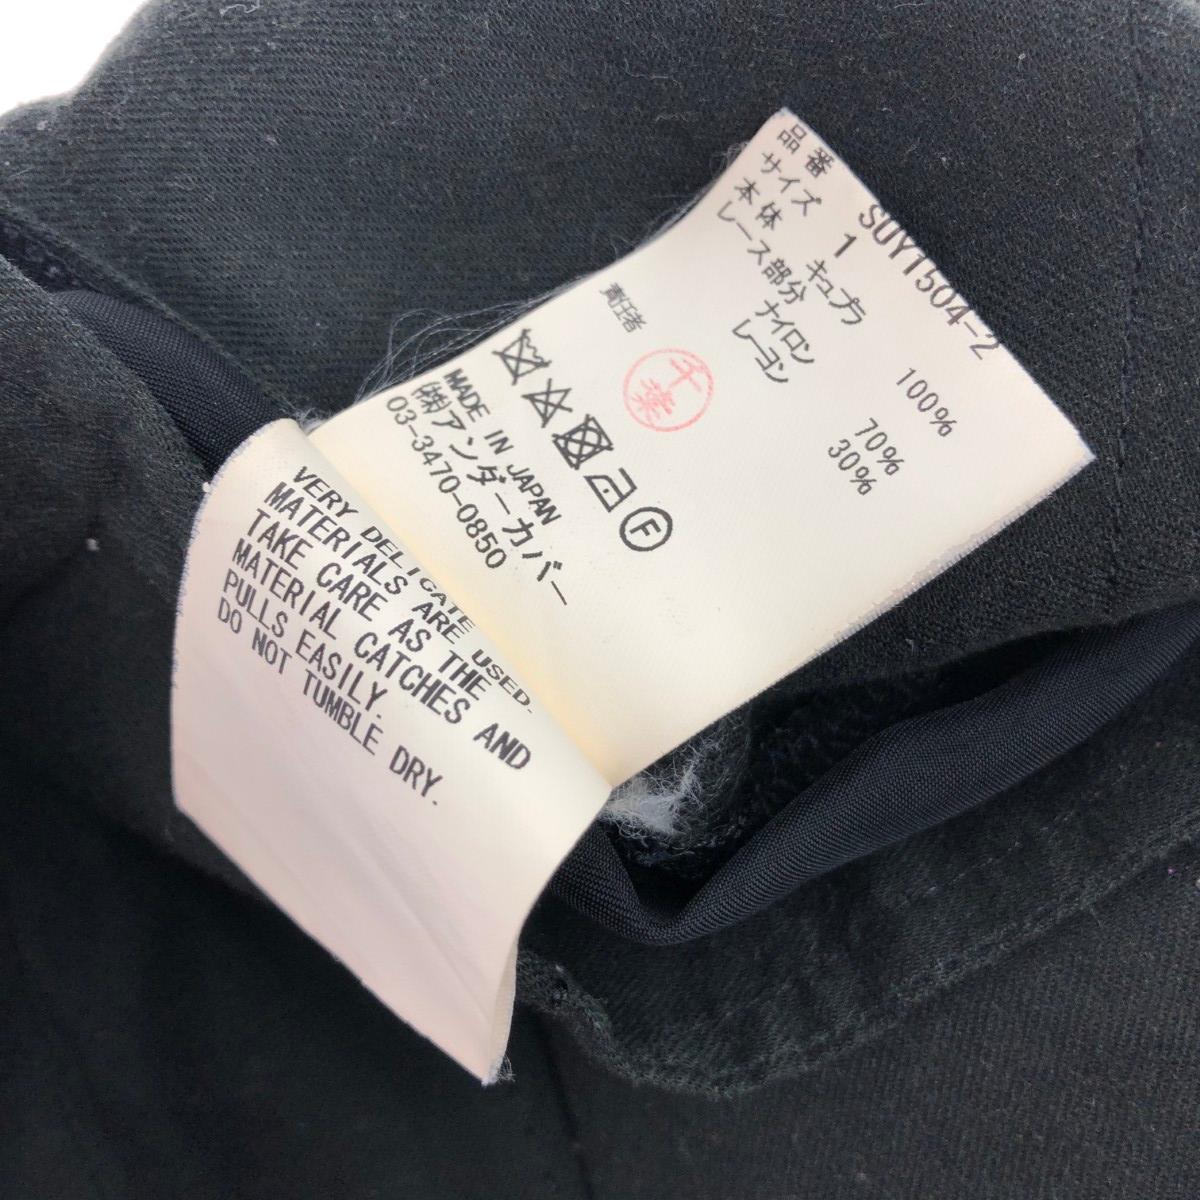 品番 SUY1504-2
サイズ 1
本体 キュプラ 100%
レース部分 ナイロン 70%
レーヨン 30%
責任者 千葉
F
MADE IN JAPAN
(株)アンダーカバー
03-3470-0850
VERY DELICATE
MATERIALS ARE USED.
TAKE CARE AS THE
MATERIAL CATCHES AND
PULLS EASILY.
DO NOT TUMBLE DRY.